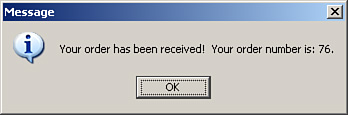 Message
Your order has been received!  Your order number is: 76.
OK